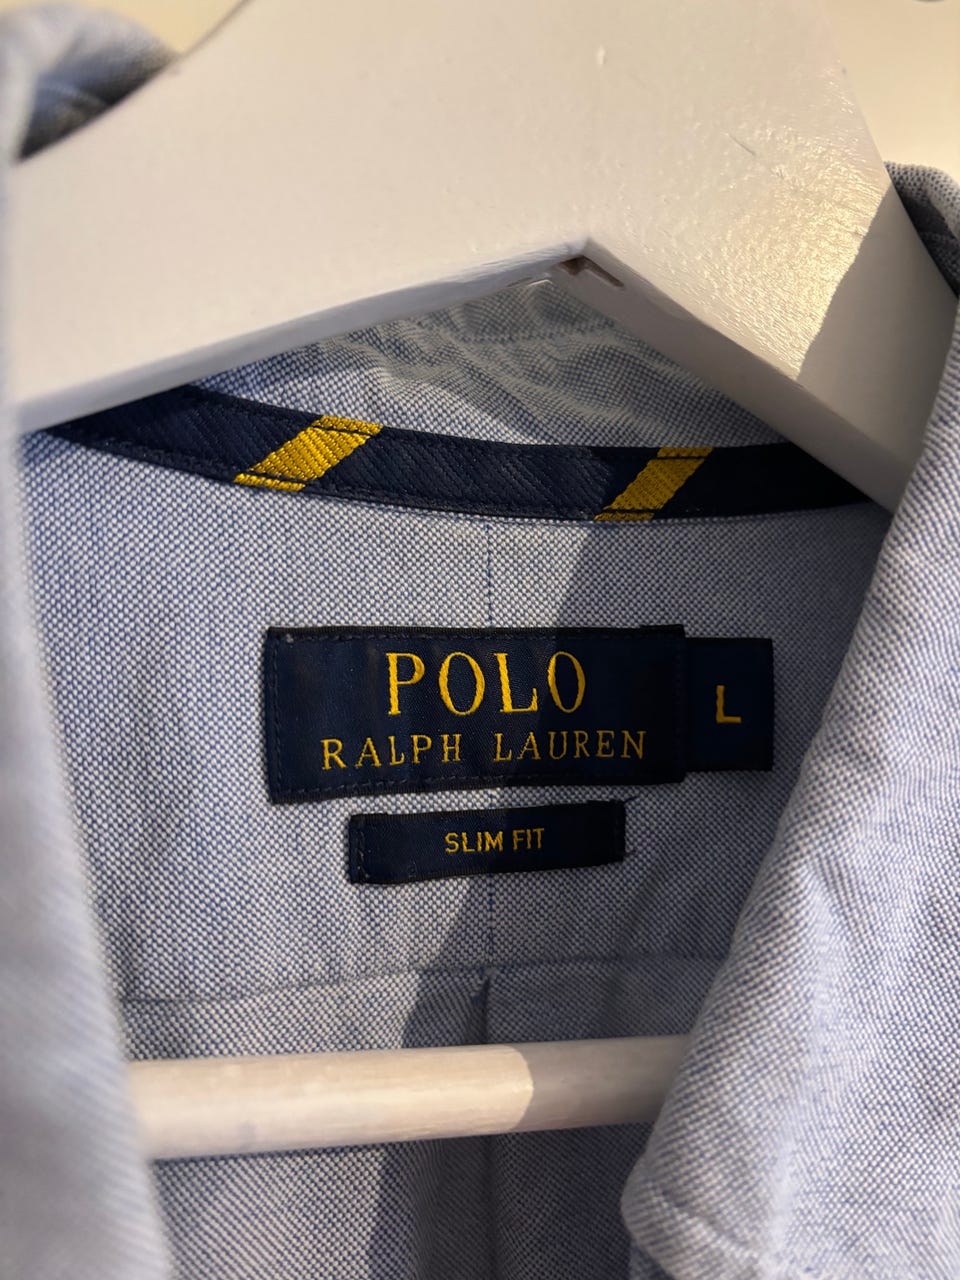 POLO
RALPH LAUREN
L
SLIM FIT